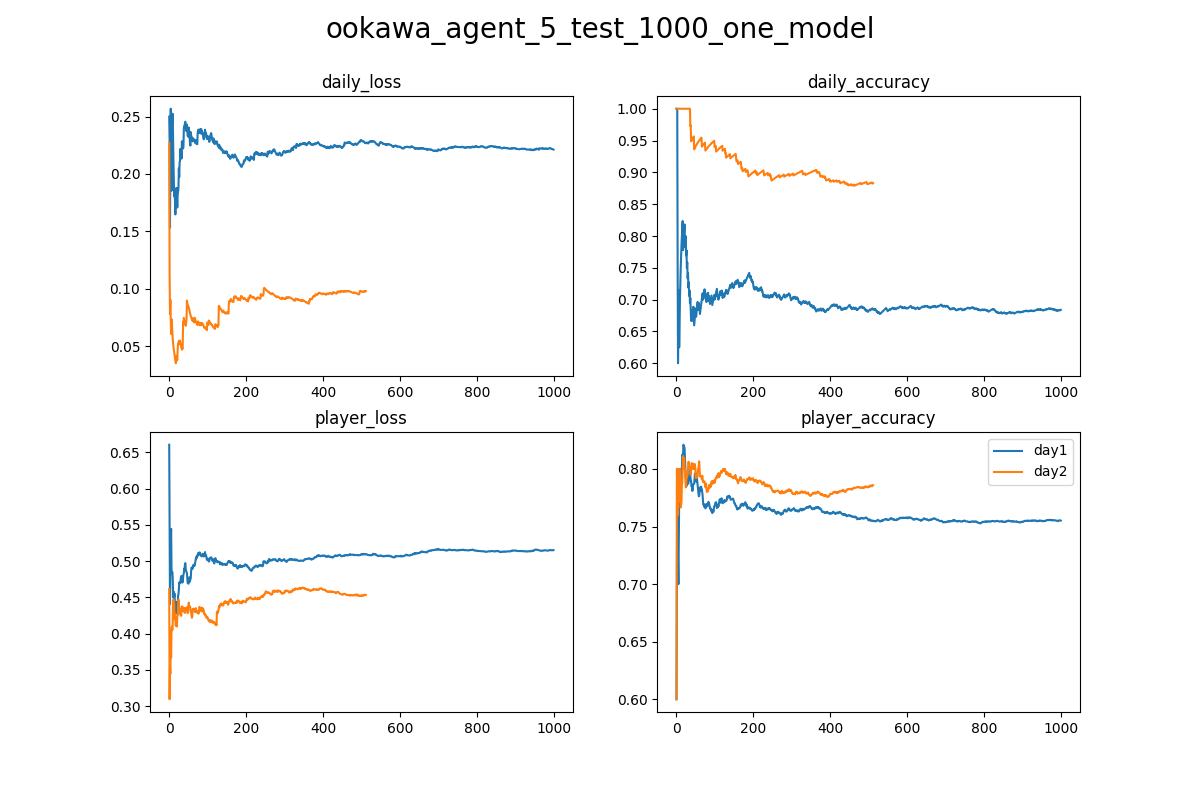 ookawa_agent_5_test_1000_one_model
daily_loss
0.25
0.20
0.15
0.10
0.05
0 200 400 600 800 1000
daily_accuracy
1.00
0.95
0.90
0.85
0.80
0.75
0.70
0.65
0.60
0 200 400 600 800 1000
player_loss
0.65
0.60
0.55
0.50
0.45
0.40
0.35
0.30
0 200 400 600 800 1000
player_accuracy
day1
day2
0.80
0.75
0.70
0.65
0.60
0 200 400 600 800 1000